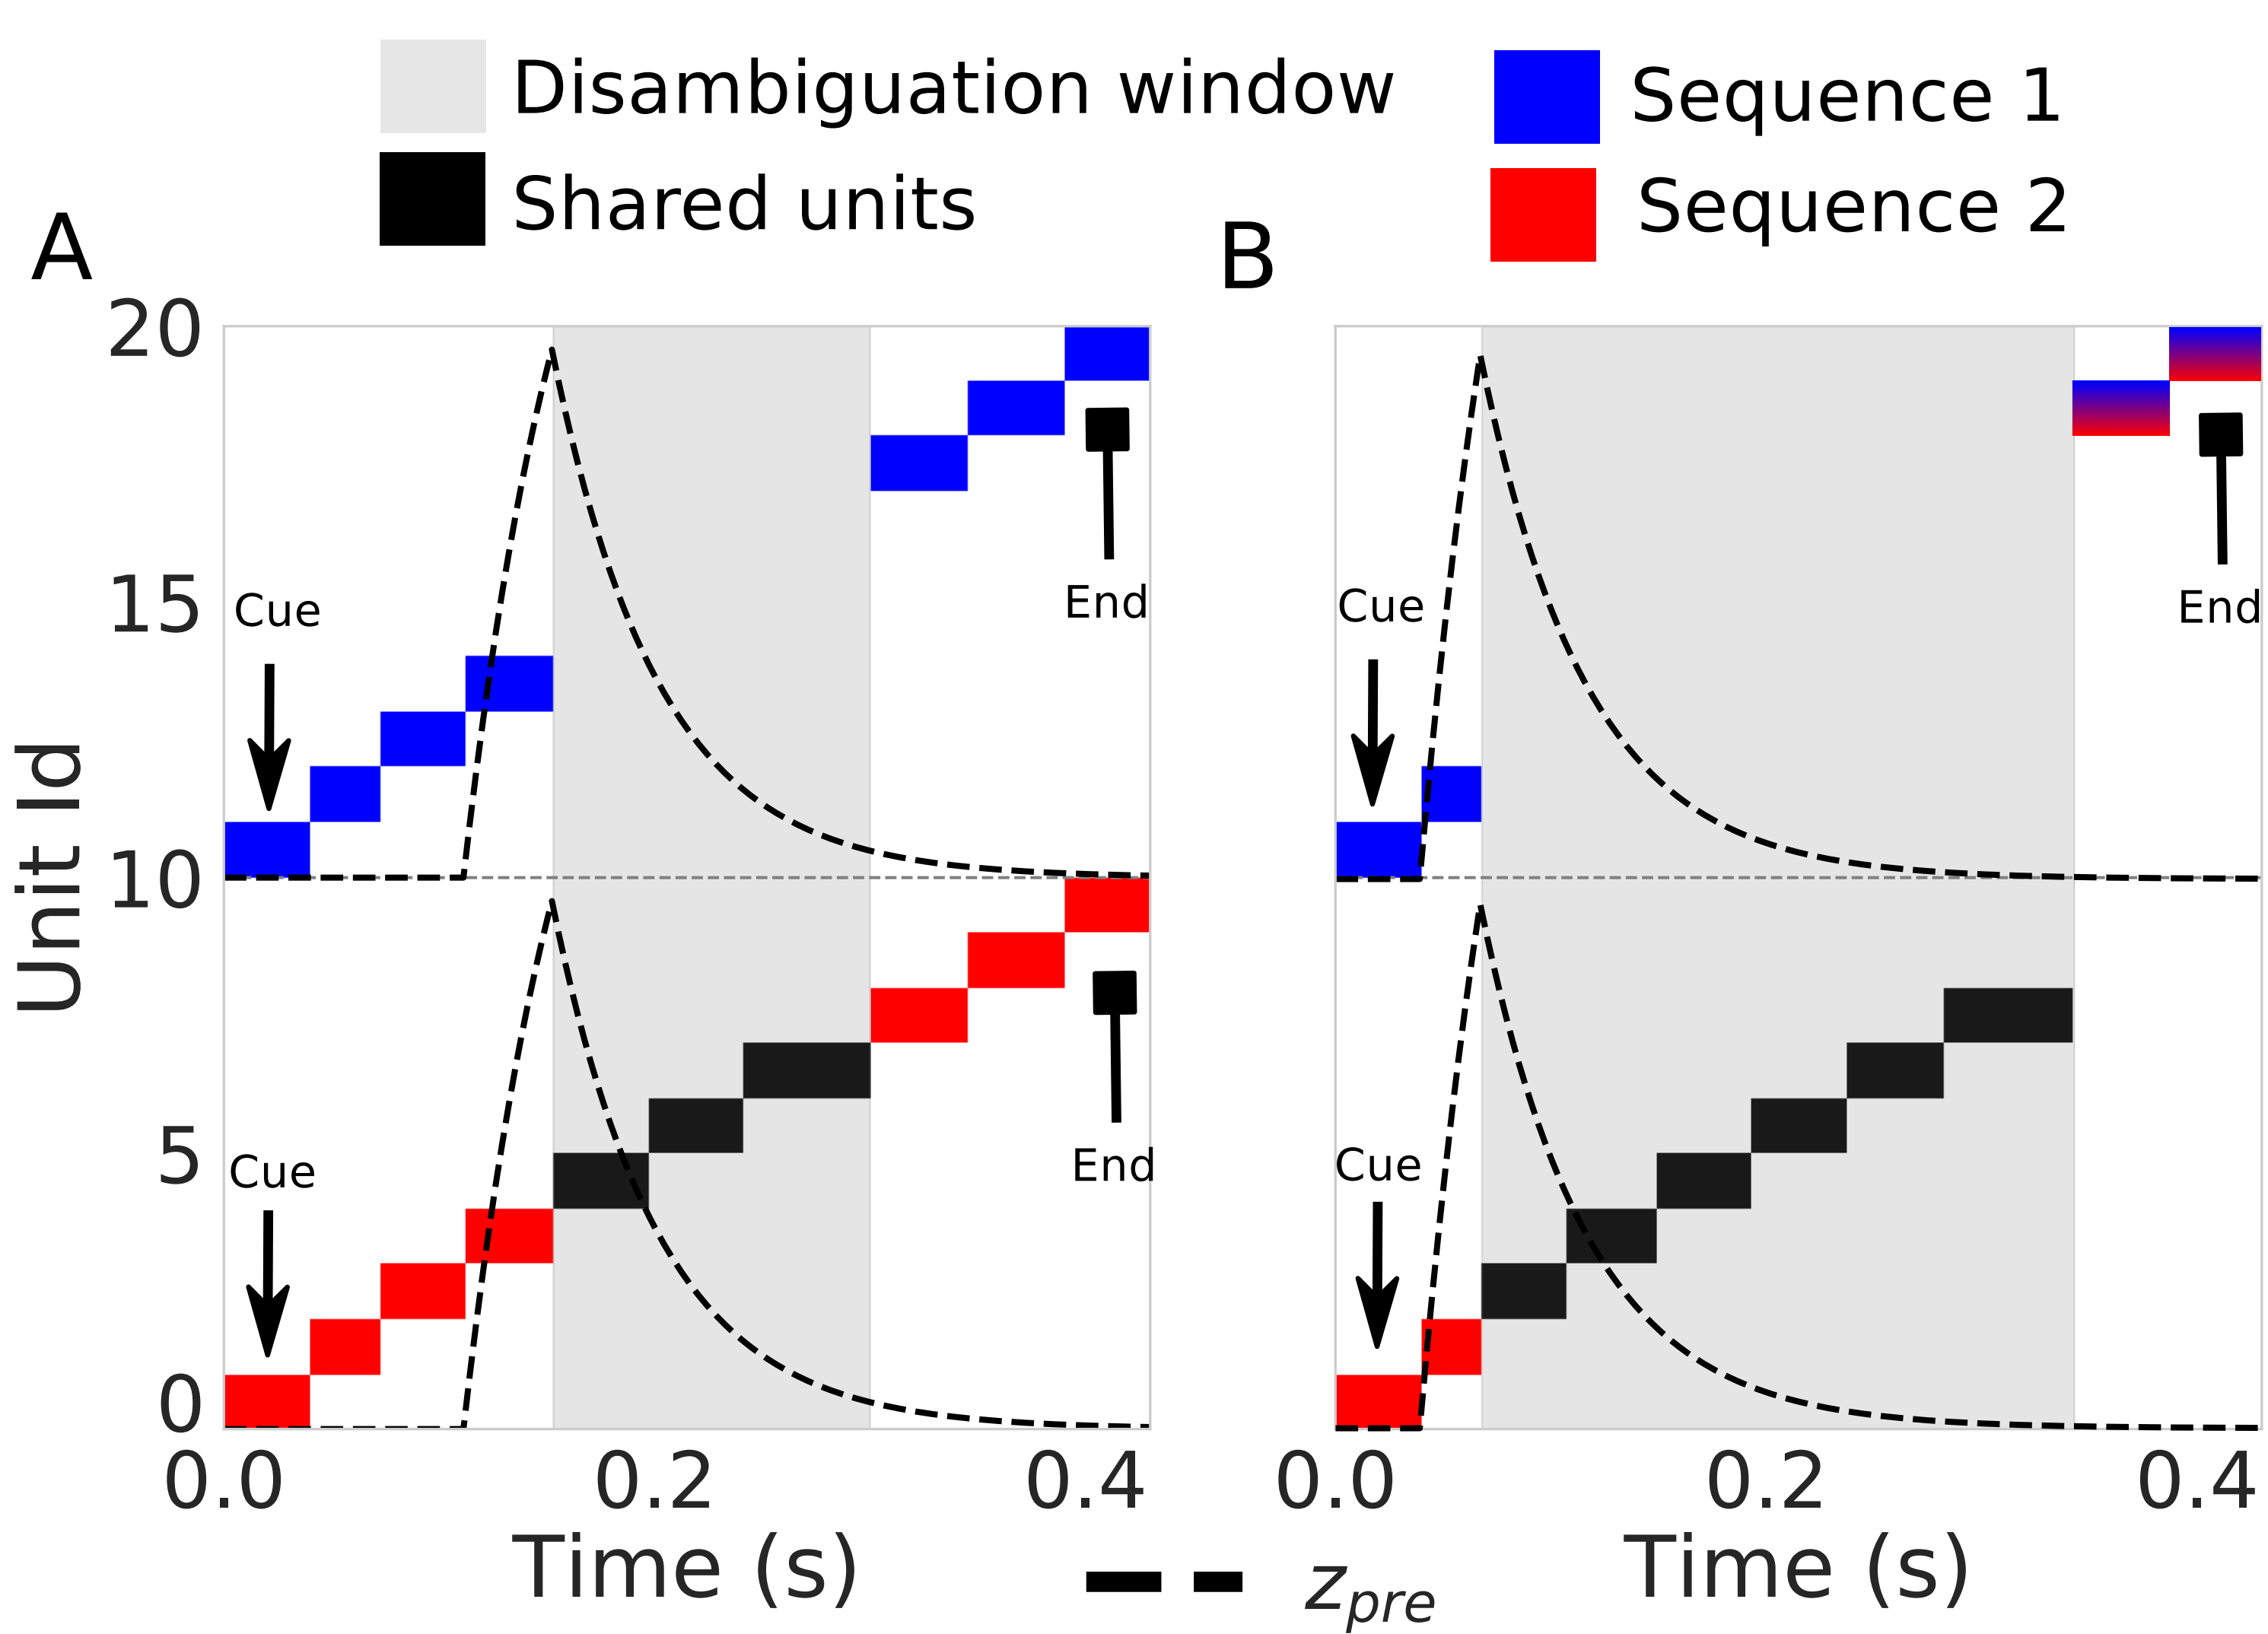 Disambiguation window
Shared units
Sequence 1
Sequence 2
A
B
Unit Id
20
15
10
5
0
Cue
End
Cue
End
Cue
End
Cue
0.0 0.2 0.4
0.0 0.2 0.4
Time (s)
Time (s)
z_pre